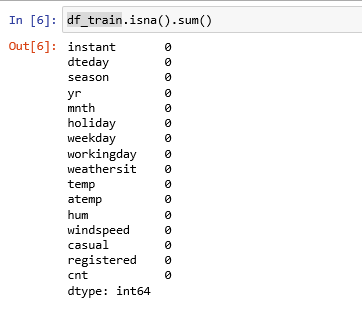 In [6]: df_train.isna().sum()
Out[6]: instant 0
dteday 0
season 0
yr 0
mnth 0
holiday 0
weekday 0
workingday 0
weathersit 0
temp 0
atemp 0
hum 0
windspeed 0
casual 0
registered 0
cnt 0
dtype: int64